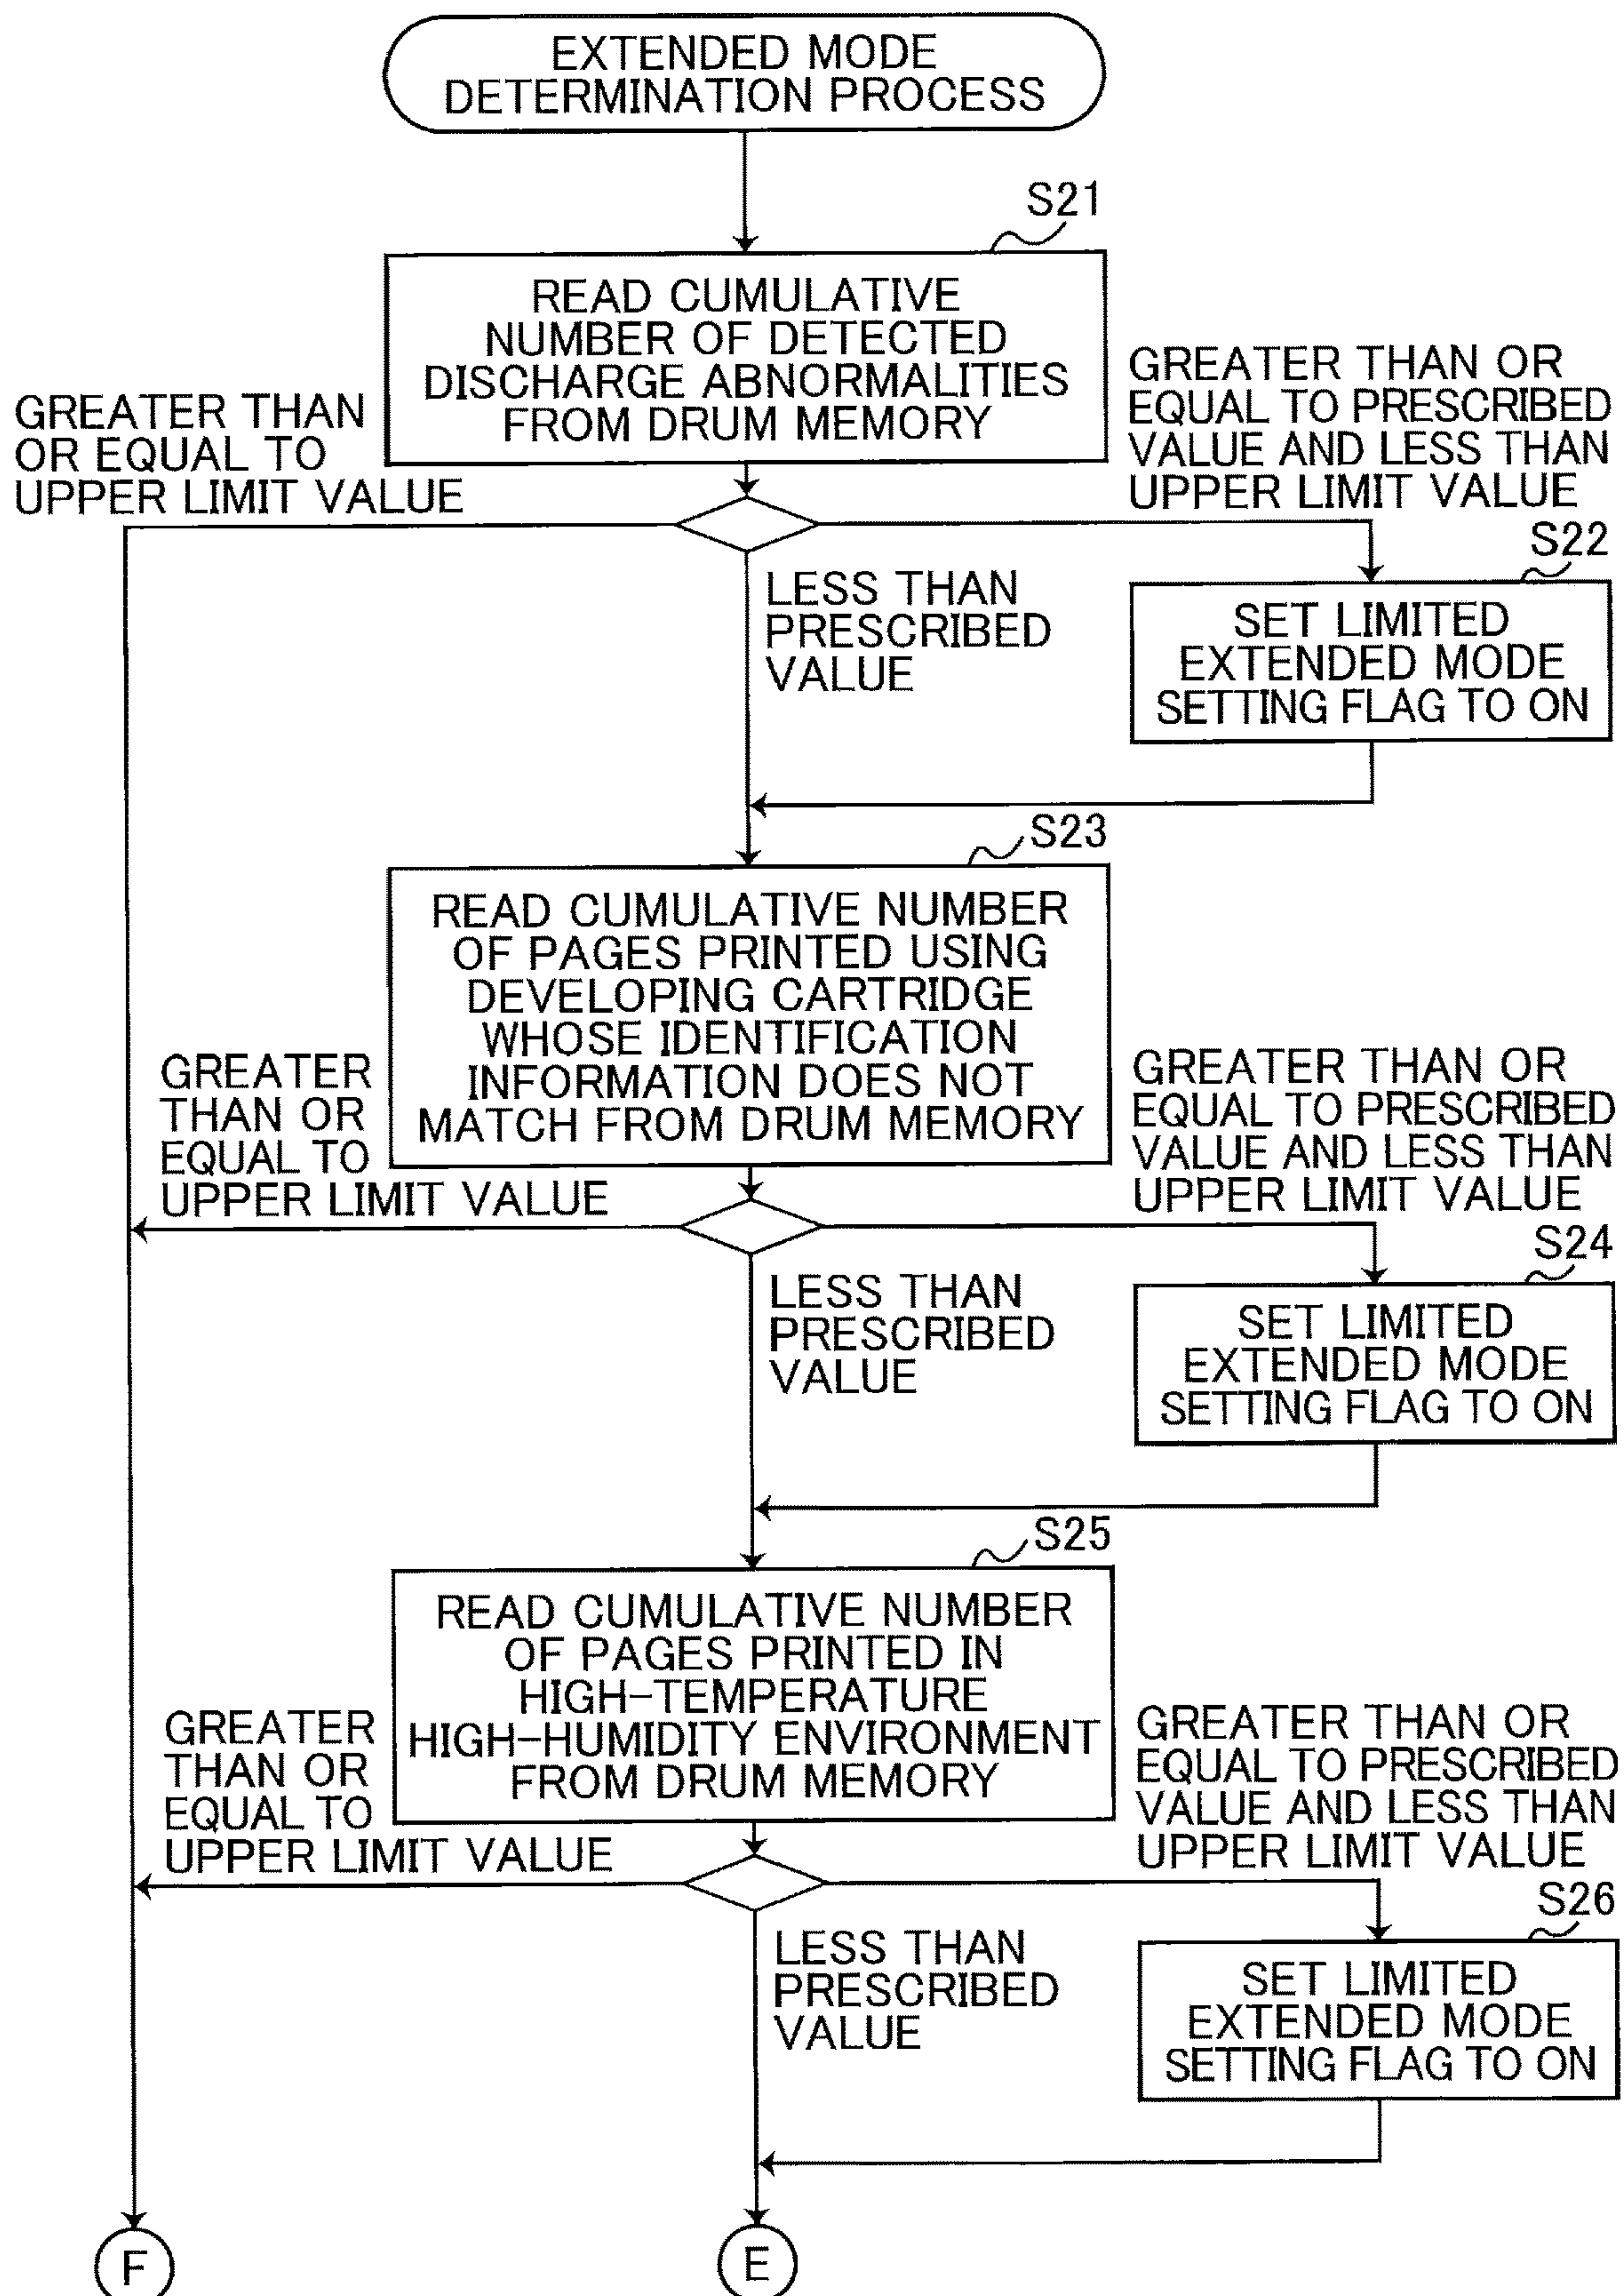 EXTENDED MODE
DETERMINATION PROCESS
S21
READ CUMULATIVE
NUMBER OF DETECTED
DISCHARGE ABNORMALITIES
FROM DRUM MEMORY
GREATER THAN
OR EQUAL TO
UPPER LIMIT VALUE
GREATER THAN OR
EQUAL TO PRESCRIBED
VALUE AND LESS THAN
UPPER LIMIT VALUE
LESS THAN
PRESCRIBED
VALUE
S22
SET LIMITED
EXTENDED MODE
SETTING FLAG TO ON
S23
READ CUMULATIVE NUMBER
OF PAGES PRINTED USING
DEVELOPING CARTRIDGE
WHOSE IDENTIFICATION
INFORMATION DOES NOT
MATCH FROM DRUM MEMORY
GREATER
THAN OR
EQUAL TO
UPPER LIMIT VALUE
GREATER THAN OR
EQUAL TO PRESCRIBED
VALUE AND LESS THAN
UPPER LIMIT VALUE
LESS THAN
PRESCRIBED
VALUE
S24
SET LIMITED
EXTENDED MODE
SETTING FLAG TO ON
S25
READ CUMULATIVE NUMBER
OF PAGES PRINTED IN
HIGH-TEMPERATURE
HIGH-HUMIDITY ENVIRONMENT
FROM DRUM MEMORY
GREATER
THAN OR
EQUAL TO
UPPER LIMIT VALUE
GREATER THAN OR
EQUAL TO PRESCRIBED
VALUE AND LESS THAN
UPPER LIMIT VALUE
LESS THAN
PRESCRIBED
VALUE
S26
SET LIMITED
EXTENDED MODE
SETTING FLAG TO ON
F
E